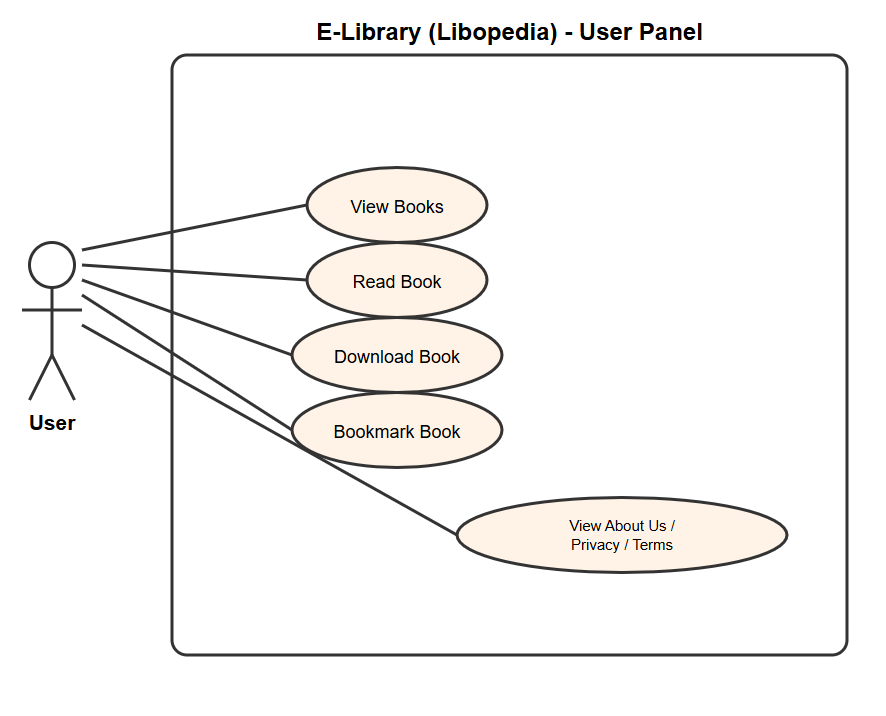 E-Library (Libopedia) - User Panel
View Books
Read Book
Download Book
Bookmark Book
User
View About Us /
Privacy / Terms